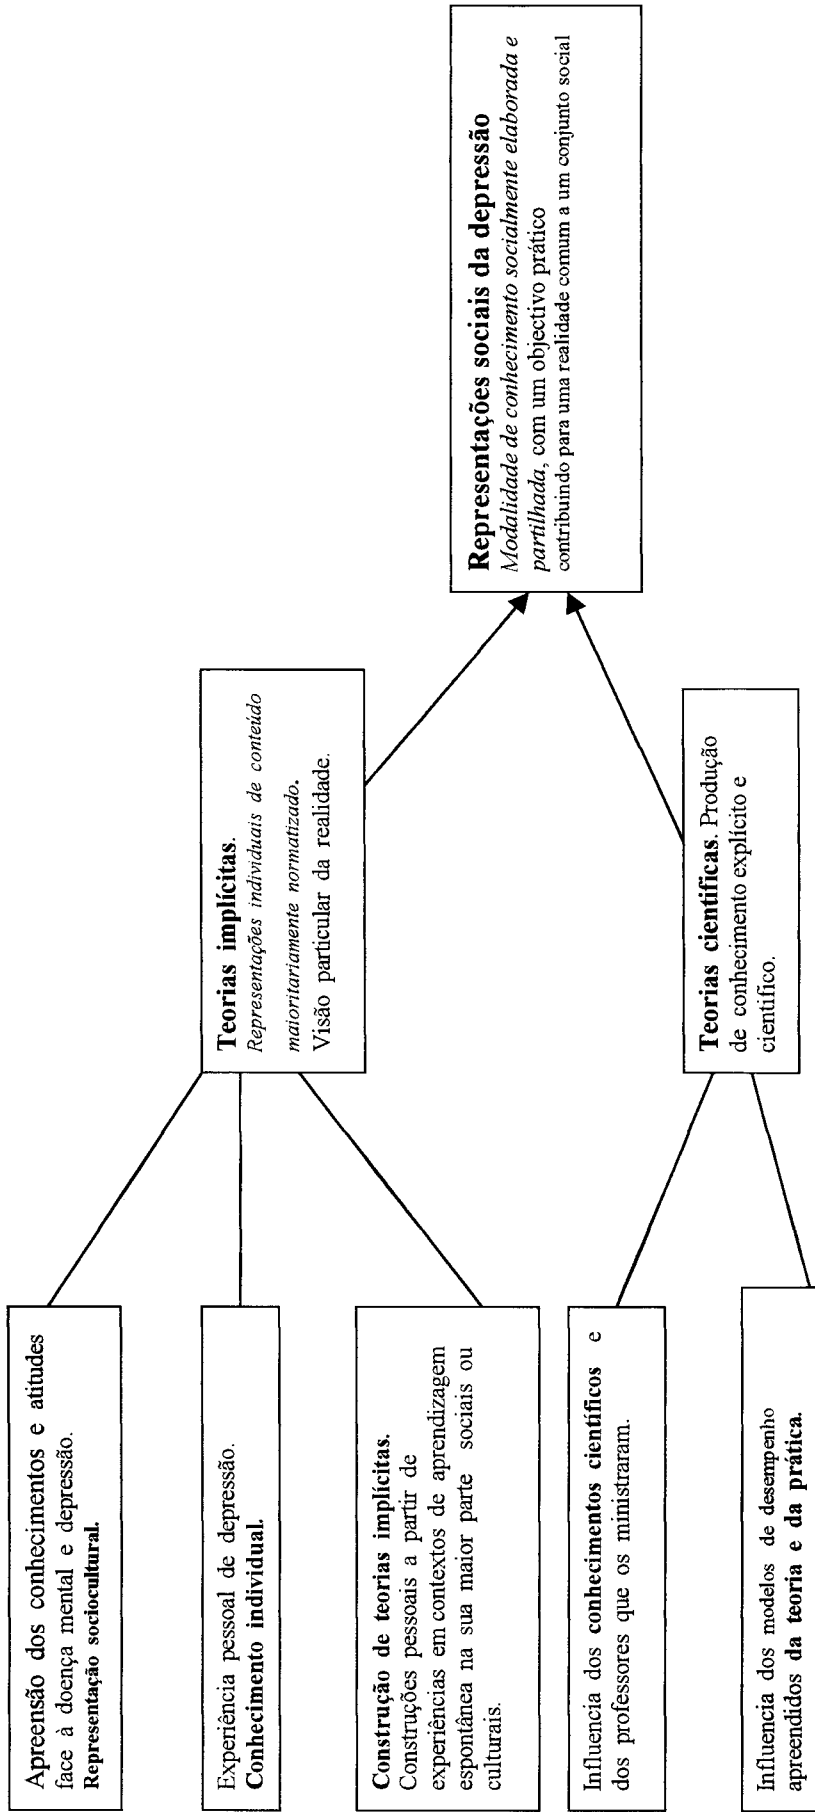 Apreensão dos conhecimentos e atitudes
face à doença mental e depressão.
Representação sociocultural.
Experiência pessoal de depressão.
Conhecimento individual.
Construção de teorias implícitas.
Construções pessoais a partir de
experiências em contextos de aprendizagem
espontânea na sua maior parte sociais ou
culturais.
Influencia dos conhecimentos científicos e
dos professores que os ministraram.
Influencia dos modelos de desempenho
apreendidos da teoria e da prática.
Teorias implícitas.
Representações individuais de conteúdo
maioritariamente normatizado.
Visão particular da realidade.
Teorias cientificas. Produção
de conhecimento explícito e
cientifico.
Representações sociais da depressão
Modalidade de conhecimento socialmente elaborada e
partilhada, com um objectivo prático
contribuindo para uma realidade comum a um conjunto social